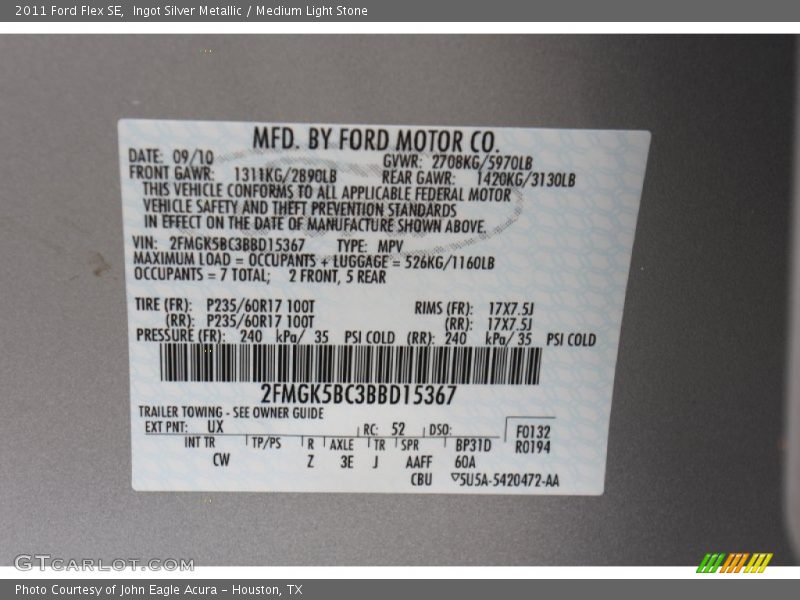 2011 Ford Flex SE,  Ingot Silver Metallic / Medium Light Stone
MFD. BY FORD MOTOR CO.
DATE: 09/10 GVWR: 2708KG/5970LB
FRONT GAWR: 1311KG/2890LB REAR GAWR: 1420KG/3130LB
THIS VEHICLE CONFORMS TO ALL APPLICABLE FEDERAL MOTOR
VEHICLE SAFETY AND THEFT PREVENTION STANDARDS
IN EFFECT ON THE DATE OF MANUFACTURE SHOWN ABOVE.
VIN: 2FMGK5BC3BBD15367 TYPE: MPV
MAXIMUM LOAD = OCCUPANTS + LUGGAGE = 526KG/1160LB
OCCUPANTS = 7 TOTAL; 2 FRONT, 5 REAR
TIRE (FR): P235/60R17 100T RIMS (FR): 17X7.5J
(RR): P235/60R17 100T (RR): 17X7.5J
PRESSURE (FR): 240 kPa/ 35 PSI COLD (RR): 240 kPa/ 35 PSI COLD
2FMGK5BC3BBD15367
TRAILER TOWING - SEE OWNER GUIDE
EXT PNT: UX RC: 52 DSO: F0132
INT TR TP/PS R AXLE TR SPR BP31D R0194
CW Z 3E J AAFF 60A
CBU ▽5U5A-5420472-AA
GTCARLOT.COM
Photo Courtesy of John Eagle Acura - Houston, TX